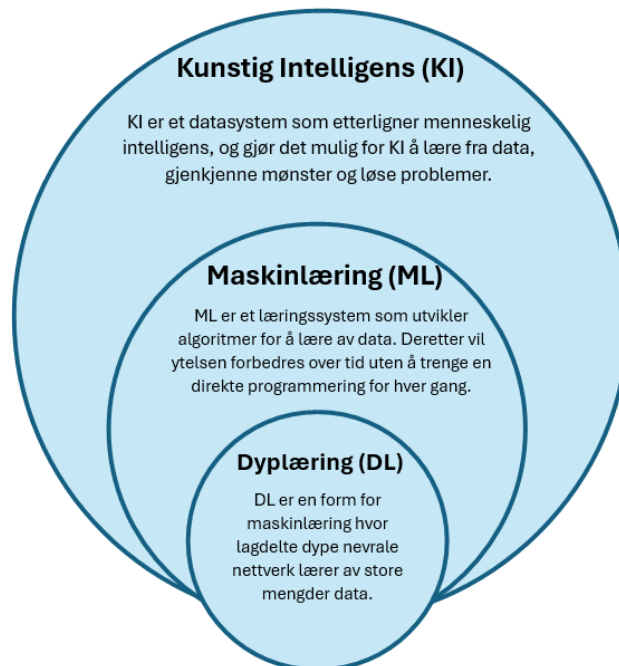 Kunstig Intelligens (KI)
KI er et datasystem som etterligner menneskelig
intelligens, og gjør det mulig for KI å lære fra data,
gjenkjenne mønster og løse problemer.
Maskinlæring (ML)
ML er et læringssystem som utvikler
algoritmer for å lære av data. Deretter vil
ytelsen forbedres over tid uten å trenge en
direkte programmering for hver gang.
Dyplæring (DL)
DL er en form for
maskinlæring hvor
lagdelte dype nevrale
nettverk lærer av store
mengder data.